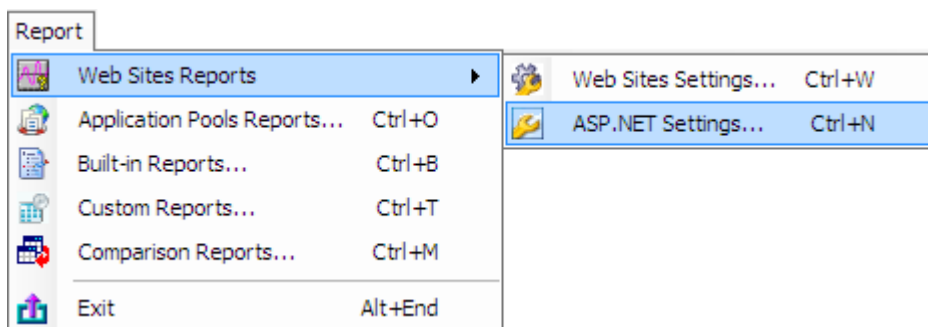 Report
Web Sites Reports
Web Sites Settings... Ctrl+W
Application Pools Reports... Ctrl+O
ASP.NET Settings... Ctrl+N
Built-in Reports... Ctrl+B
Custom Reports... Ctrl+T
Comparison Reports... Ctrl+M
Exit Alt+End